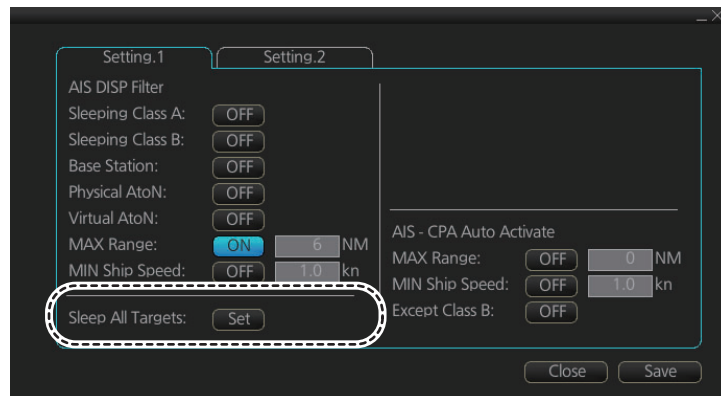 Setting.1
Setting.2
AIS DISP Filter
Sleeping Class A: OFF
Sleeping Class B: OFF
Base Station: OFF
Physical AtoN: OFF
Virtual AtoN: OFF
MAX Range: ON 6 NM
MIN Ship Speed: OFF 1.0 kn
Sleep All Targets: Set
AIS - CPA Auto Activate
MAX Range: OFF 0 NM
MIN Ship Speed: OFF 1.0 kn
Except Class B: OFF
Close
Save